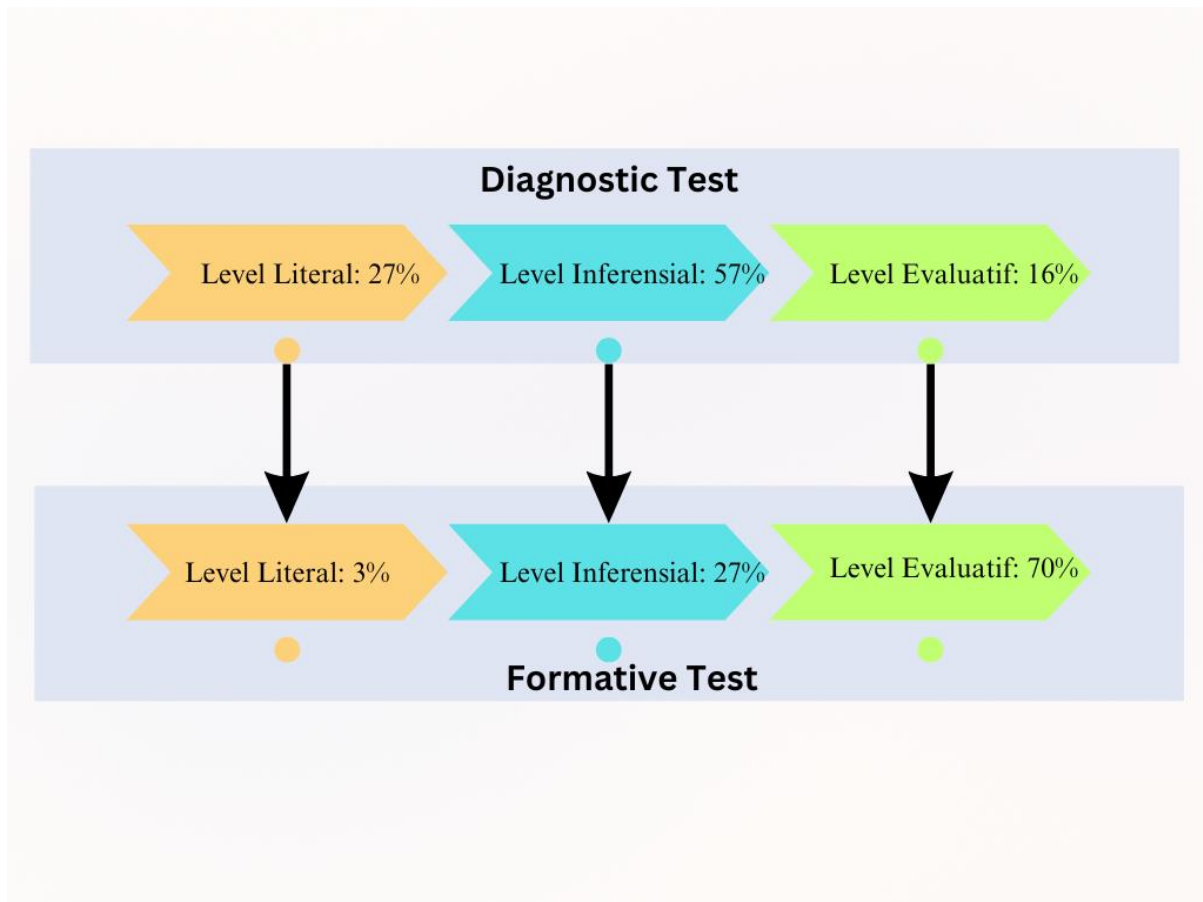 Diagnostic Test
Level Literal: 27%
Level Inferensial: 57%
Level Evaluatif: 16%
Level Literal: 3%
Level Inferensial: 27%
Level Evaluatif: 70%
Formative Test